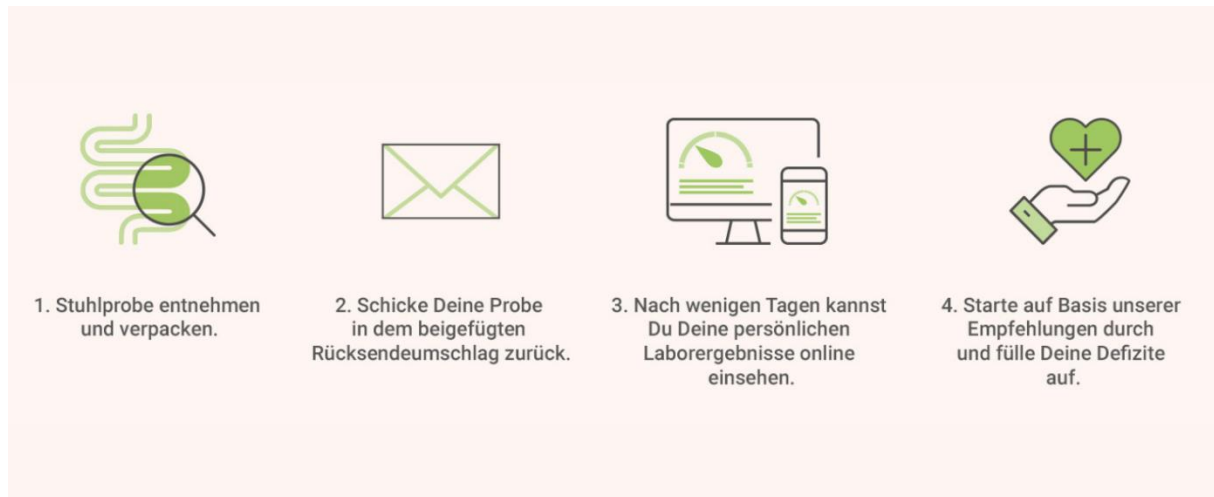 1. Stuhlprobe entnehmen
und verpacken.
2. Schicke Deine Probe
in dem beigefügten
Rücksendeumschlag zurück.
3. Nach wenigen Tagen kannst
Du Deine persönlichen
Laborergebnisse online
einsehen.
4. Starte auf Basis unserer
Empfehlungen durch
und fülle Deine Defizite
auf.